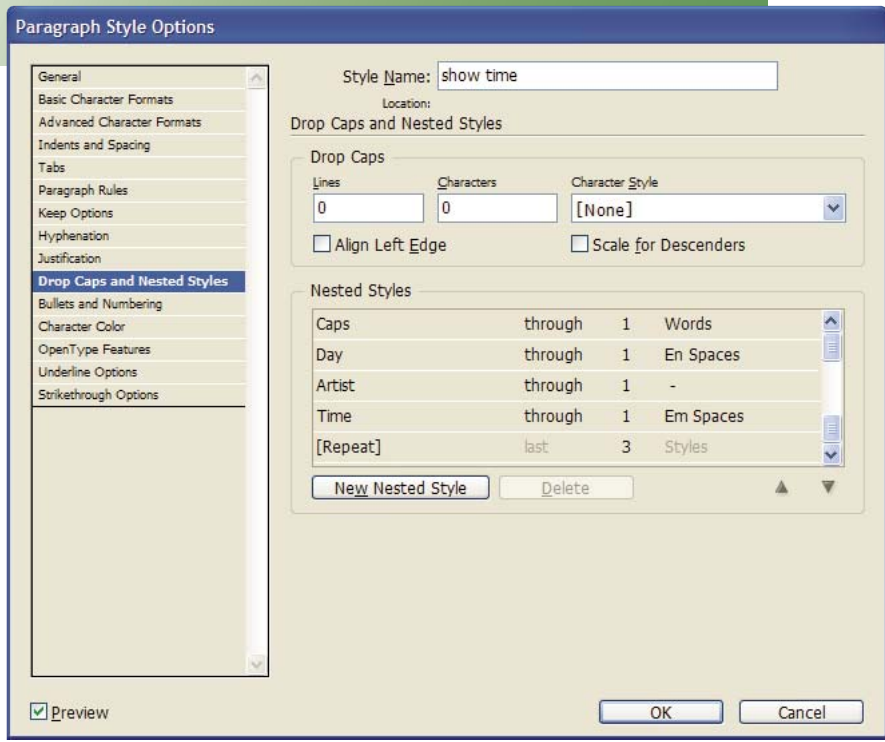 Paragraph Style Options
General
Basic Character Formats
Advanced Character Formats
Indents and Spacing
Tabs
Paragraph Rules
Keep Options
Hyphenation
Justification
Drop Caps and Nested Styles
Bullets and Numbering
Character Color
OpenType Features
Underline Options
Strikethrough Options
Style Name: show time
Location:
Drop Caps and Nested Styles
Drop Caps
Lines Characters Character Style
0 0 [None]
Align Left Edge Scale for Descenders
Nested Styles
Caps through 1 Words
Day through 1 En Spaces
Artist through 1 -
Time through 1 Em Spaces
[Repeat] last 3 Styles
New Nested Style Delete
Preview OK Cancel